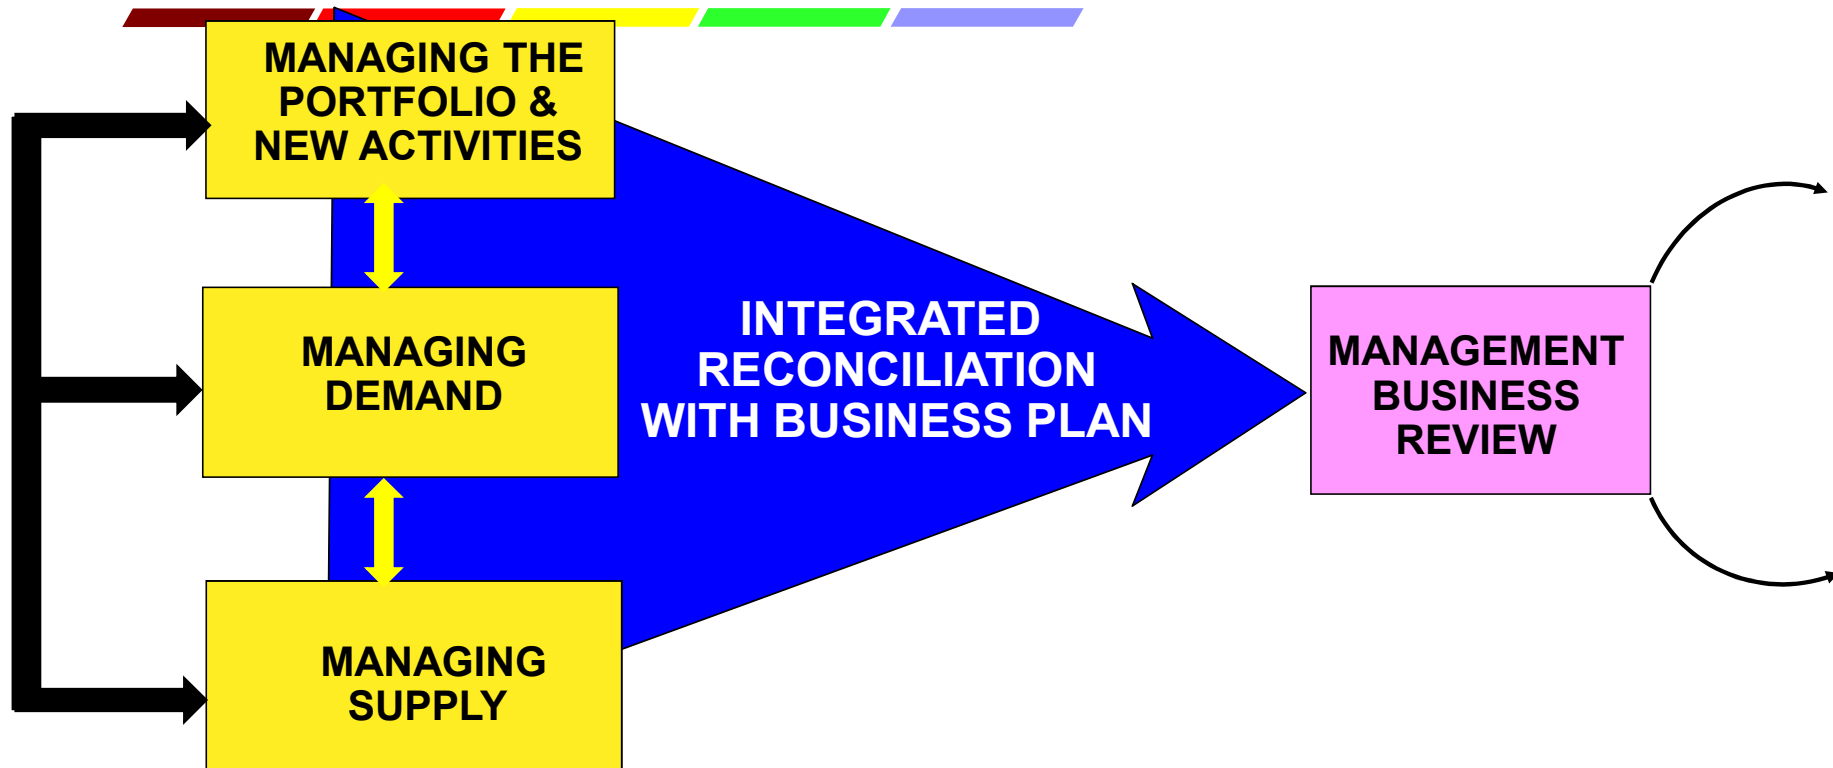 MANAGING THE
PORTFOLIO &
NEW ACTIVITIES
MANAGING
DEMAND
MANAGING
SUPPLY
INTEGRATED
RECONCILIATION
WITH BUSINESS PLAN
MANAGEMENT
BUSINESS
REVIEW